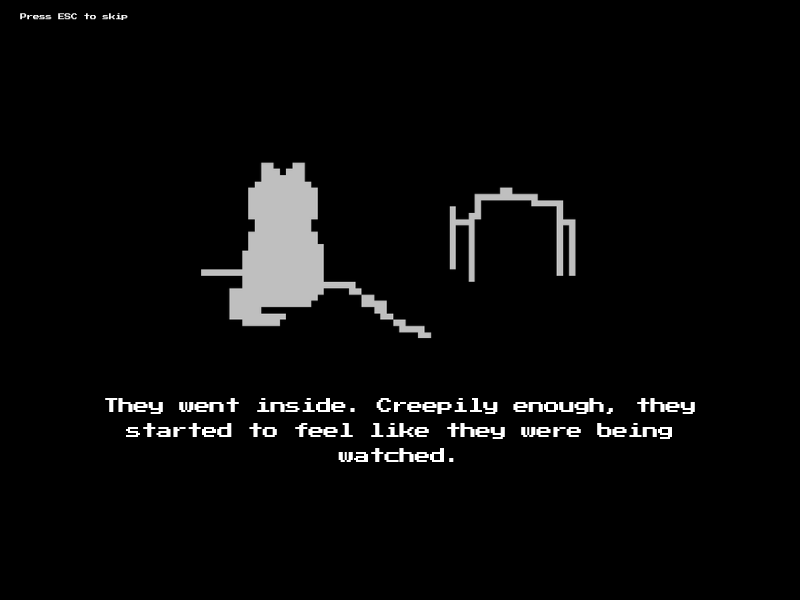 Press ESC to skip
They went inside. Creepily enough, they
started to feel like they were being
watched.